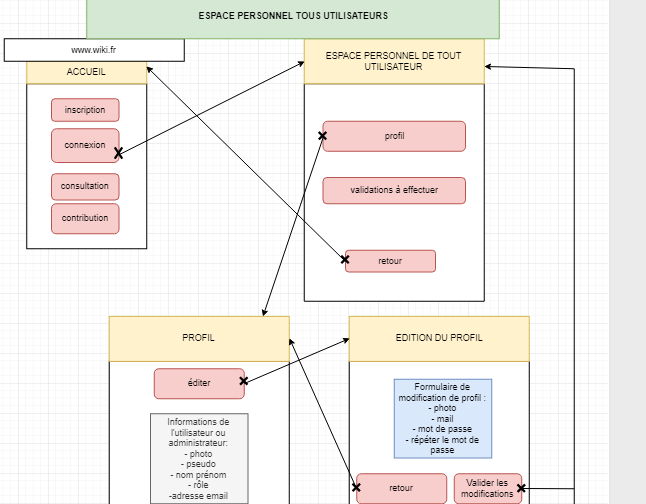 ESPACE PERSONNEL TOUS UTILISATEURS
www.wiki.fr
ACCUEIL
inscription
connexion
consultation
contribution
ESPACE PERSONNEL DE TOUT
UTILISATEUR
profil
validations à effectuer
retour
PROFIL
éditer
Informations de
l'utilisateur ou
administrateur:
- photo
- pseudo
- nom prénom
- rôle
-adresse email
EDITION DU PROFIL
Formulaire de
modification de profil :
- photo
- mail
- mot de passe
- répéter le mot de
passe
retour
Valider les
modifications